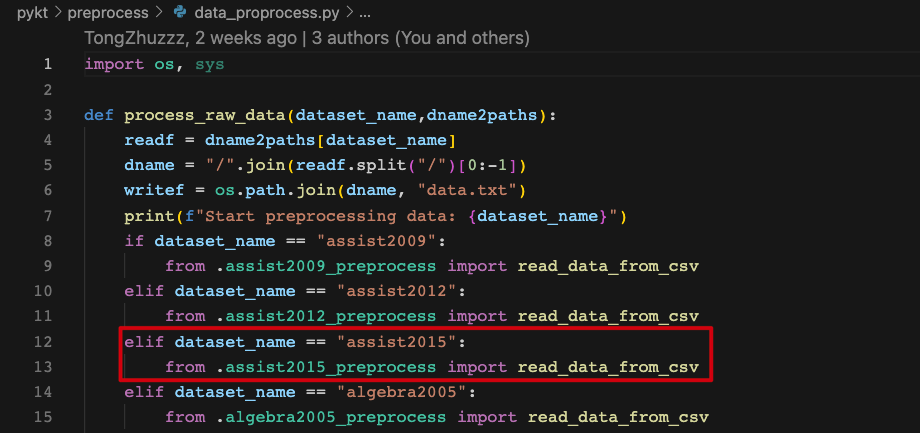 pykt > preprocess > data_proprocess.py > ...
TongZhuzzz, 2 weeks ago | 3 authors (You and others)
1 import os, sys
2
3 def process_raw_data(dataset_name,dname2paths):
4 readf = dname2paths[dataset_name]
5 dname = "/".join(readf.split("/")[0:-1])
6 writef = os.path.join(dname, "data.txt")
7 print(f"Start preprocessing data: {dataset_name}")
8 if dataset_name == "assist2009":
9 from .assist2009_preprocess import read_data_from_csv
10 elif dataset_name == "assist2012":
11 from .assist2012_preprocess import read_data_from_csv
12 elif dataset_name == "assist2015":
13 from .assist2015_preprocess import read_data_from_csv
14 elif dataset_name == "algebra2005":
15 from .algebra2005_preprocess import read_data_from_csv